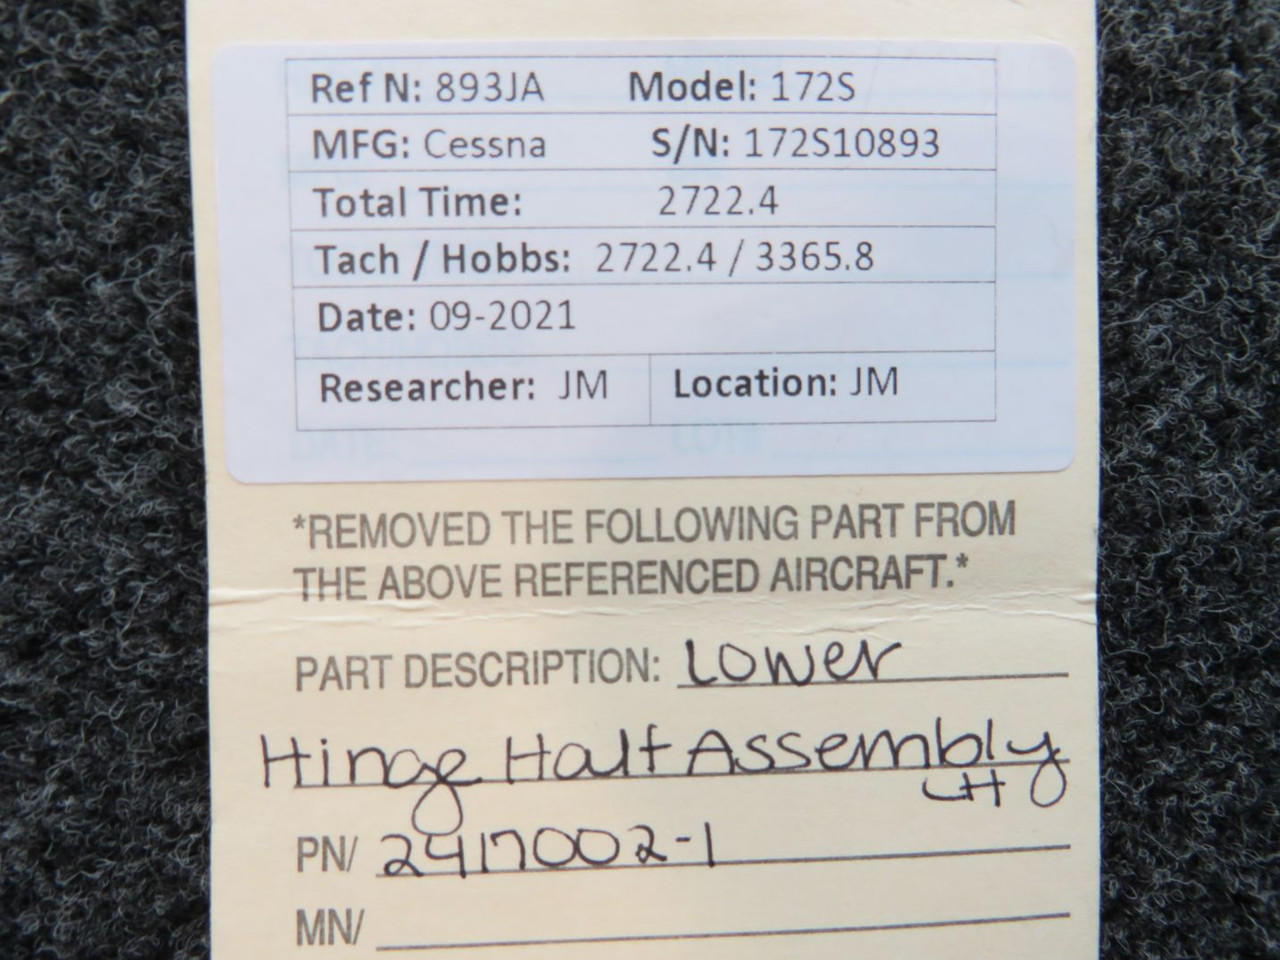 Ref N: 893JA Model: 172S
MFG: Cessna S/N: 172S10893
Total Time: 2722.4
Tach / Hobbs: 2722.4 / 3365.8
Date: 09-2021
Researcher: JM Location: JM
*REMOVED THE FOLLOWING PART FROM
THE ABOVE REFERENCED AIRCRAFT.*
PART DESCRIPTION: Lower
Hinge Half Assembly
LH
PN/ 2417002-1
MN/